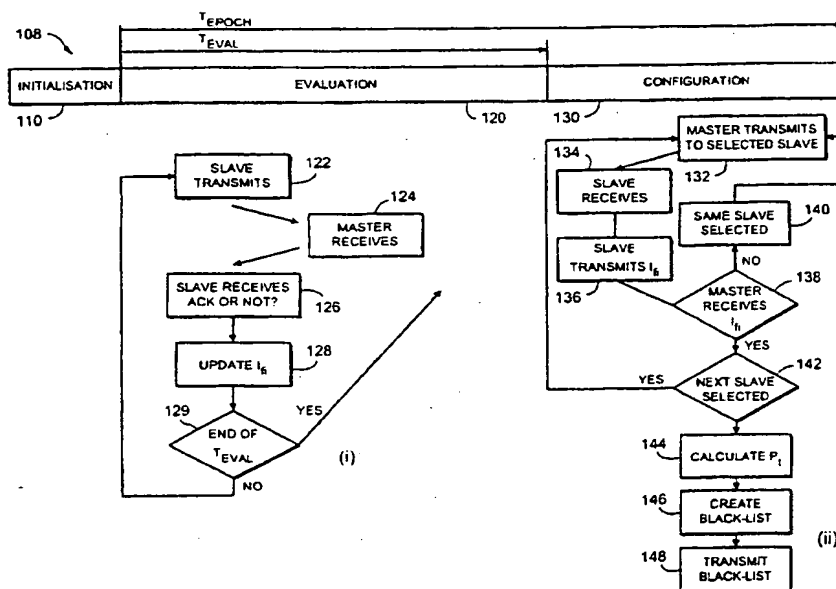 T EPOCH
108
T EVAL
INITIALISATION
EVALUATION
CONFIGURATION
110
120
130
SLAVE
TRANSMITS
122
124
MASTER
RECEIVES
SLAVE RECEIVES
ACK OR NOT?
126
UPDATE Ifi
128
129
END OF
T EVAL
YES
NO
(i)
MASTER TRANSMITS
TO SELECTED SLAVE
132
134
SLAVE
RECEIVES
SAME SLAVE
SELECTED
140
SLAVE
TRANSMITS Ifi
136
NO
138
MASTER
RECEIVES
Ifi
YES
142
YES
NEXT SLAVE
SELECTED
144
CALCULATE Pt
146
CREATE
BLACK-LIST
(ii)
148
TRANSMIT
BLACK-LIST